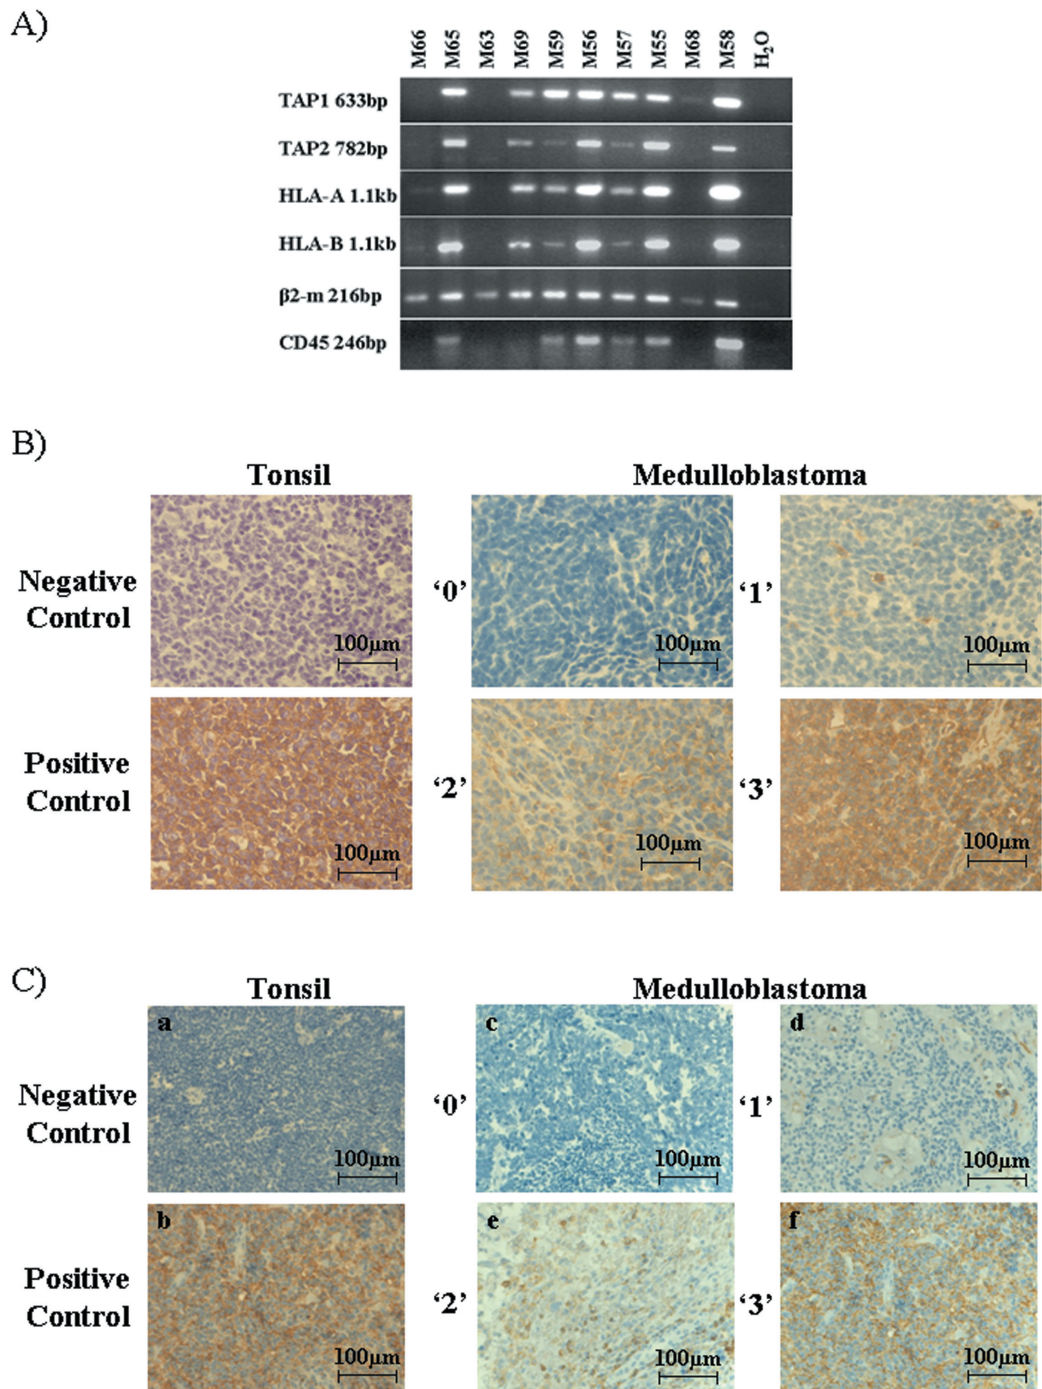 A)
M66 M65 M63 M69 M59 M56 M57 M55 M68 M58 H₂O
TAP1 633bp
TAP2 782bp
HLA-A 1.1kb
HLA-B 1.1kb
β2-m 216bp
CD45 246bp
B)
Tonsil Medulloblastoma
Negative Control ‘0’ ‘1’
100µm 100µm 100µm
Positive Control ‘2’ ‘3’
100µm 100µm 100µm
C)
Tonsil Medulloblastoma
a c d
Negative Control ‘0’ ‘1’
100µm 100µm 100µm
b e f
Positive Control ‘2’ ‘3’
100µm 100µm 100µm